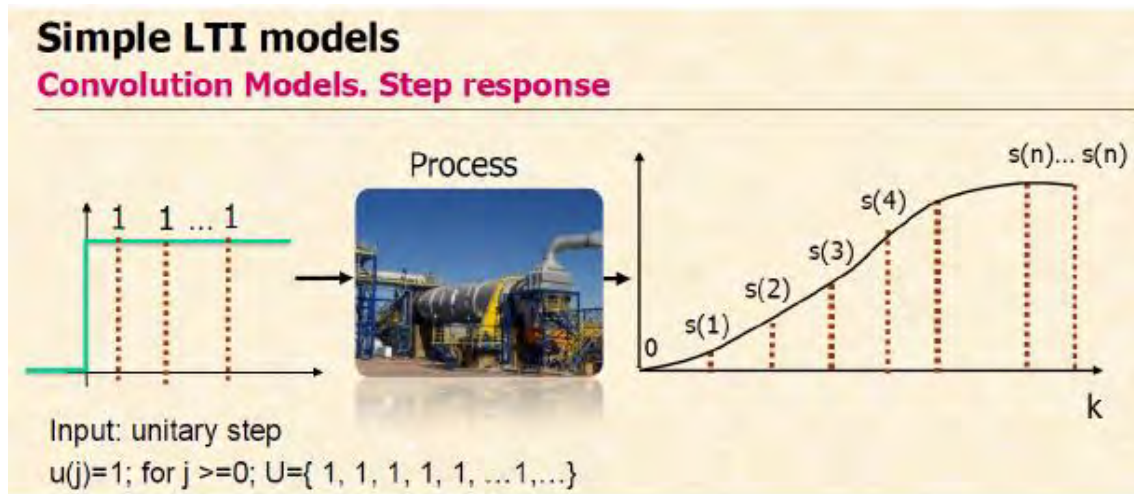 Simple LTI models
Convolution Models. Step response
Process
1 1 ... 1
0 s(1) s(2) s(3) s(4) s(n)... s(n)
k
Input: unitary step
u(j)=1; for j >=0; U={ 1, 1, 1, 1, 1, ...1,...}